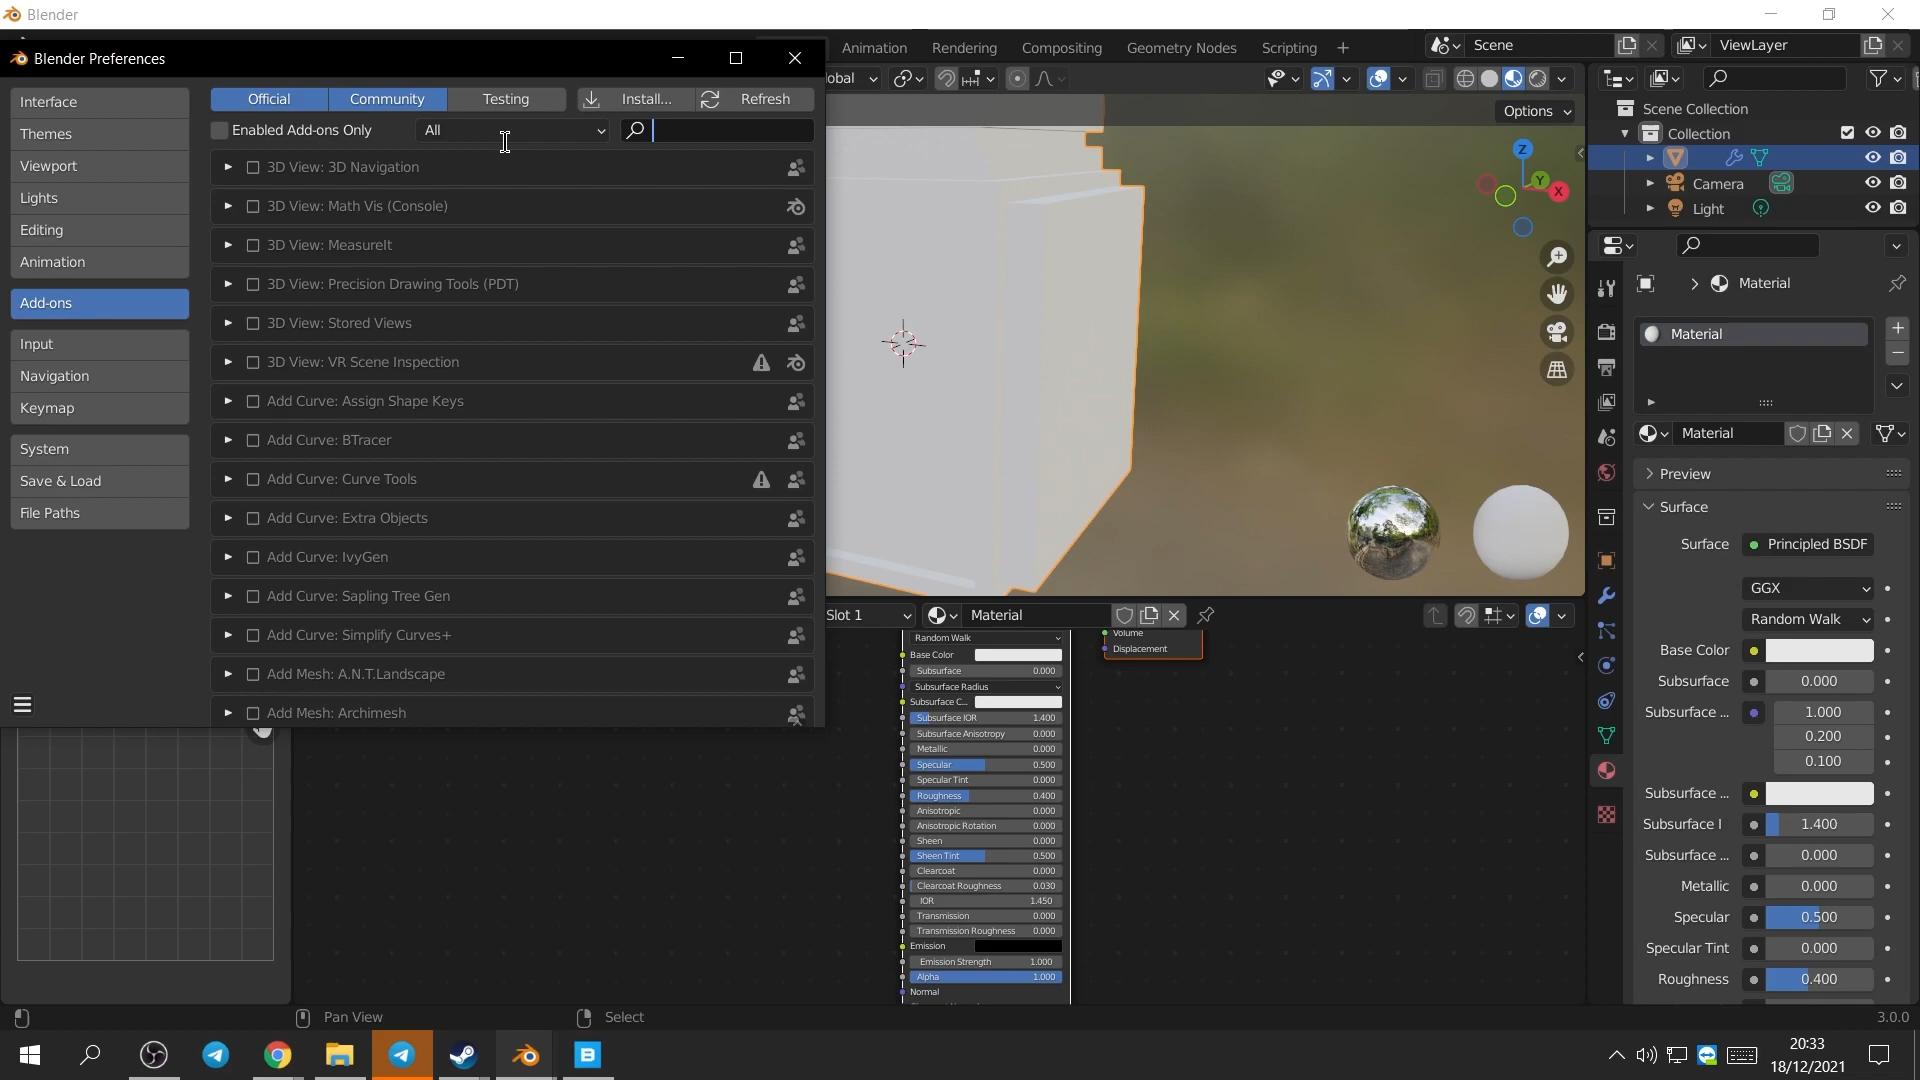 Blender
Blender Preferences
Animation
Rendering
Compositing
Geometry Nodes
Scripting
Scene
ViewLayer
Interface
Themes
Viewport
Lights
Editing
Animation
Add-ons
Input
Navigation
Keymap
System
Save & Load
File Paths
Official
Community
Testing
Install...
Refresh
Enabled Add-ons Only
All
3D View: 3D Navigation
3D View: Math Vis (Console)
3D View: MeasureIt
3D View: Precision Drawing Tools (PDT)
3D View: Stored Views
3D View: VR Scene Inspection
Add Curve: Assign Shape Keys
Add Curve: BTracer
Add Curve: Curve Tools
Add Curve: Extra Objects
Add Curve: IvyGen
Add Curve: Sapling Tree Gen
Add Curve: Simplify Curves+
Add Mesh: A.N.T.Landscape
Add Mesh: Archimesh
lobal
Options
Z
Y
X
Slot 1
Material
Random Walk
Base Color
Subsurface 0.000
Subsurface Radius
Subsurface C...
Subsurface IOR 1.400
Subsurface Anisotropy 0.000
Metallic 0.000
Specular 0.500
Specular Tint 0.000
Roughness 0.400
Anisotropic 0.000
Anisotropic Rotation 0.000
Sheen 0.000
Sheen Tint 0.500
Clearcoat 0.000
Clearcoat Roughness 0.030
IOR 1.450
Transmission 0.000
Transmission Roughness 0.000
Emission
Emission Strength 1.000
Alpha 1.000
Normal
Volume
Displacement
Scene Collection
Collection
Camera
Light
Material
Material
Material
Preview
Surface
Surface Principled BSDF
GGX
Random Walk
Base Color
Subsurface 0.000
Subsurface ... 1.000
0.200
0.100
Subsurface ...
Subsurface I 1.400
Subsurface ... 0.000
Metallic 0.000
Specular 0.500
Specular Tint 0.000
Roughness 0.400
Pan View
Select
3.0.0
20:33
18/12/2021